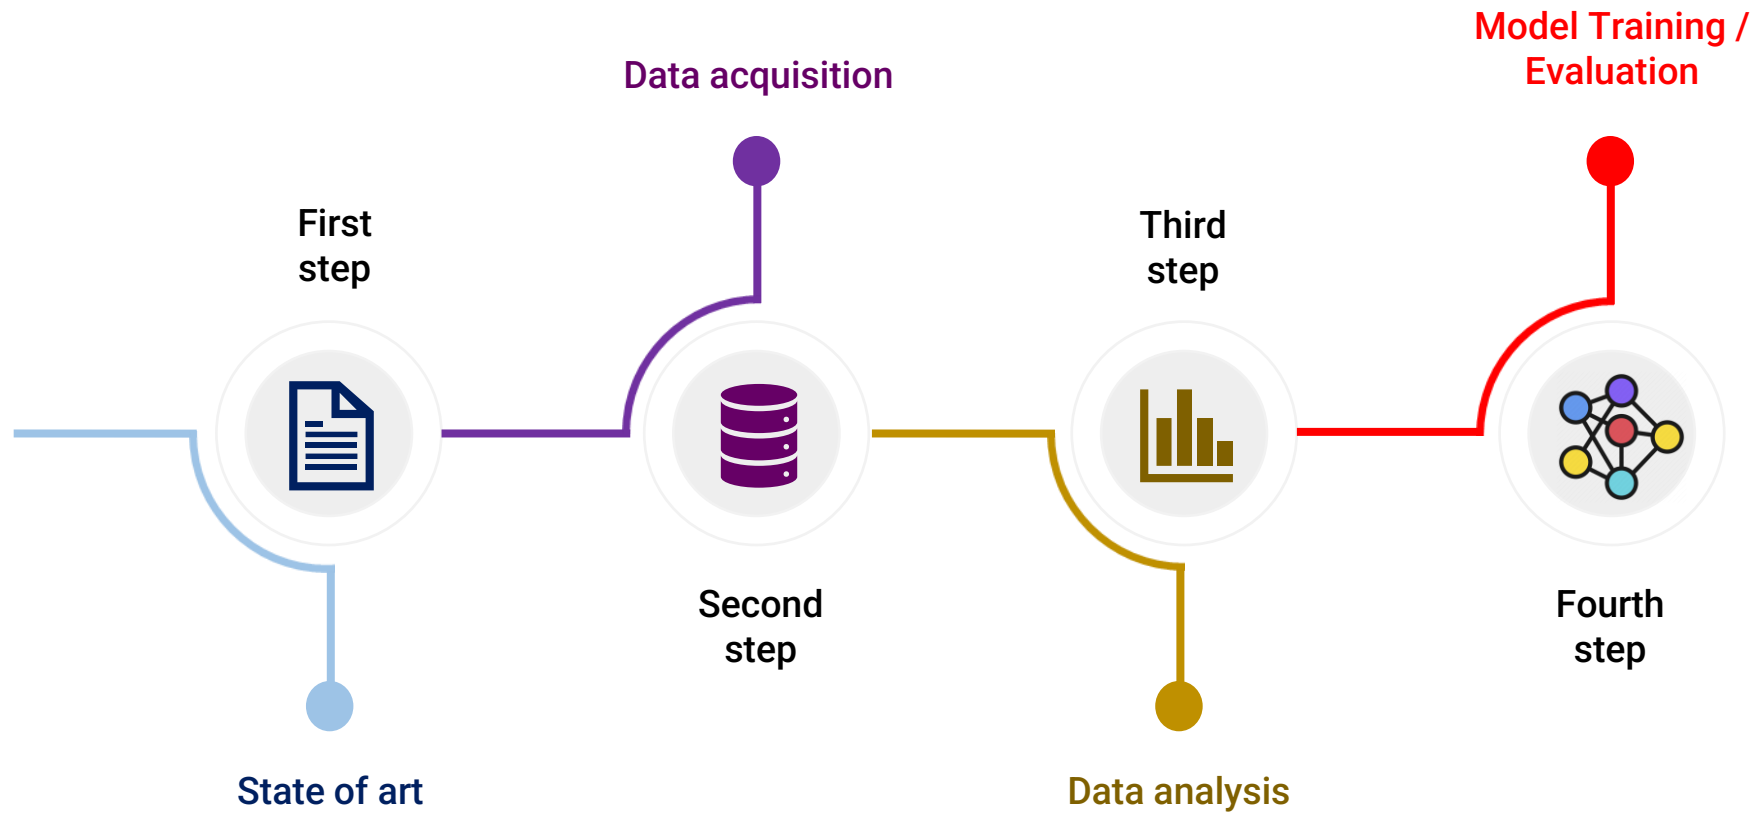 First
step
State of art
Data acquisition
Second
step
Third
step
Data analysis
Model Training /
Evaluation
Fourth
step